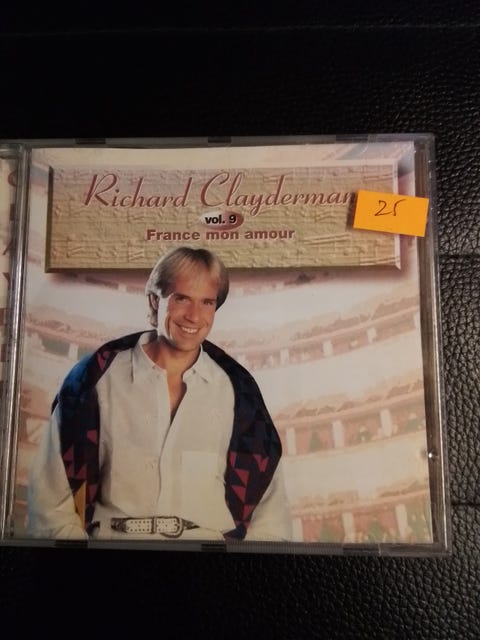 Richard Clayderman
25
vol. 9
France mon amour